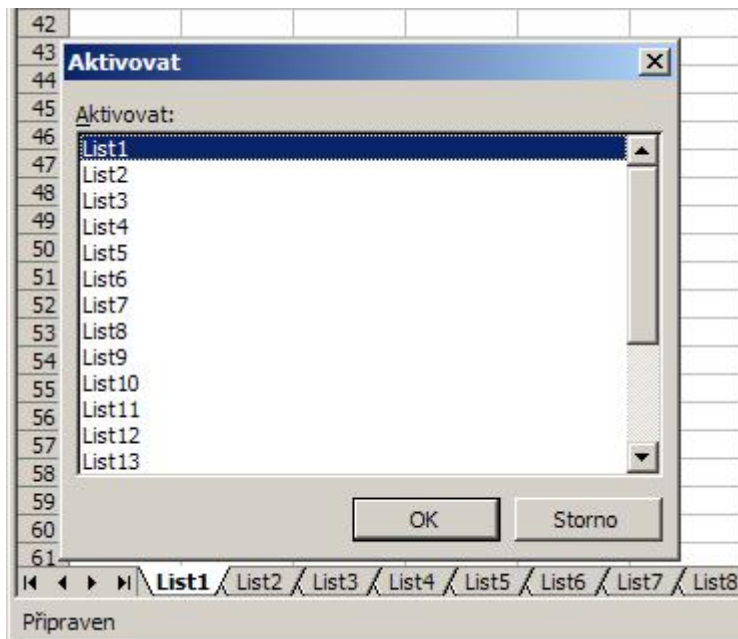 42
43
Aktivovat
44
45
Aktivovat:
46
List1
47
List2
48
List3
49
List4
50
List5
51
List6
52
List7
53
List8
54
List9
55
List10
56
List11
57
List12
58
List13
59
60
OK Storno
61
List1 List2 List3 List4 List5 List6 List7 List8
Připraven